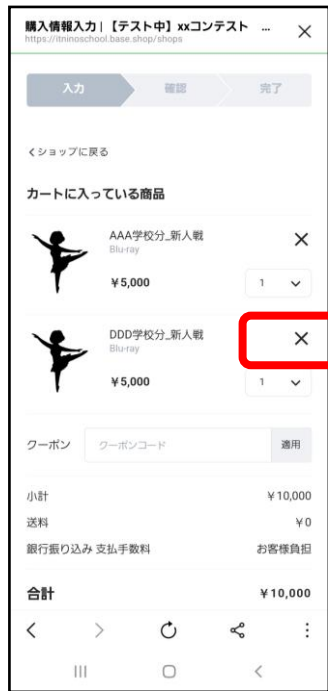 購入情報入力 | 【テスト中】xxコンテスト ...
https://itninoschool.base.shop/shops
入力
確認
完了
ショップに戻る
カートに入っている商品
AAA学校分_新人戦
Blu-ray
¥5,000
1
DDD学校分_新人戦
Blu-ray
¥5,000
1
クーポン
クーポンコード
適用
小計 ¥10,000
送料 ¥0
銀行振り込み 支払手数料 お客様負担
合計 ¥10,000